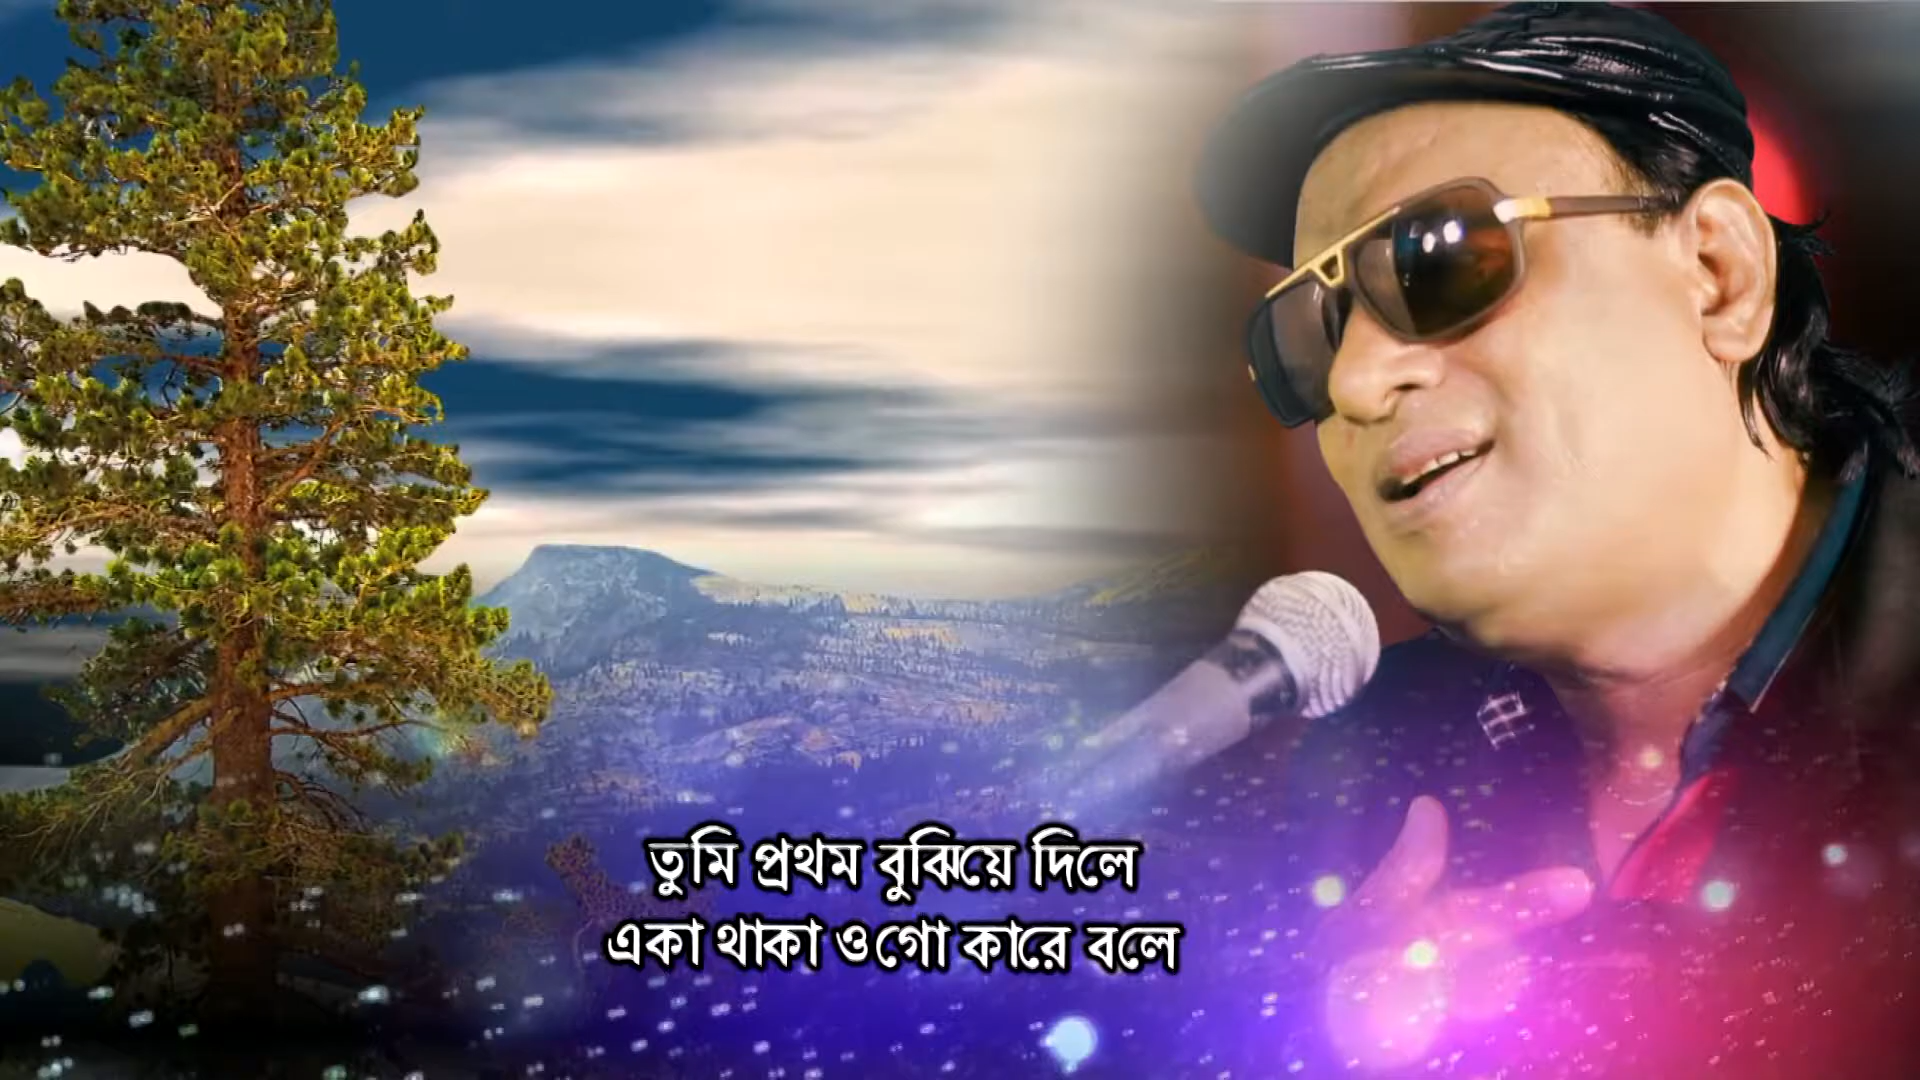 তুমি প্রথম বুঝিয়ে দিলে
একা থাকা ওগো কারে বলে